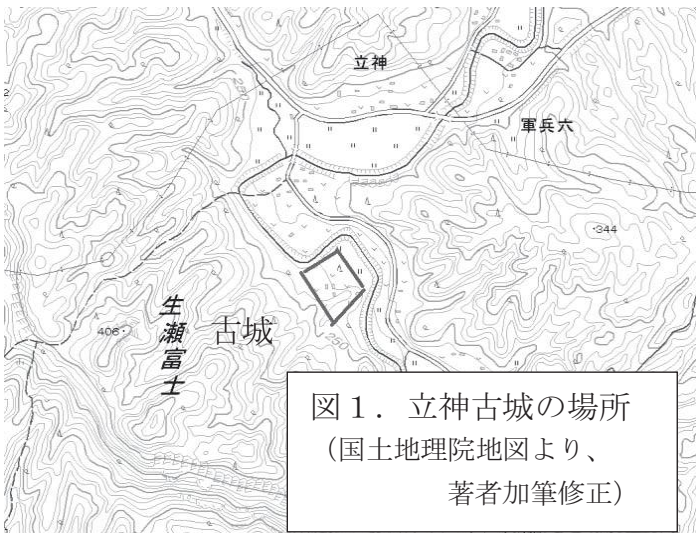 立神
軍兵六
230
344
生瀬富士
406
古城
250
図１．立神古城の場所
（国土地理院地図より、
著者加筆修正）